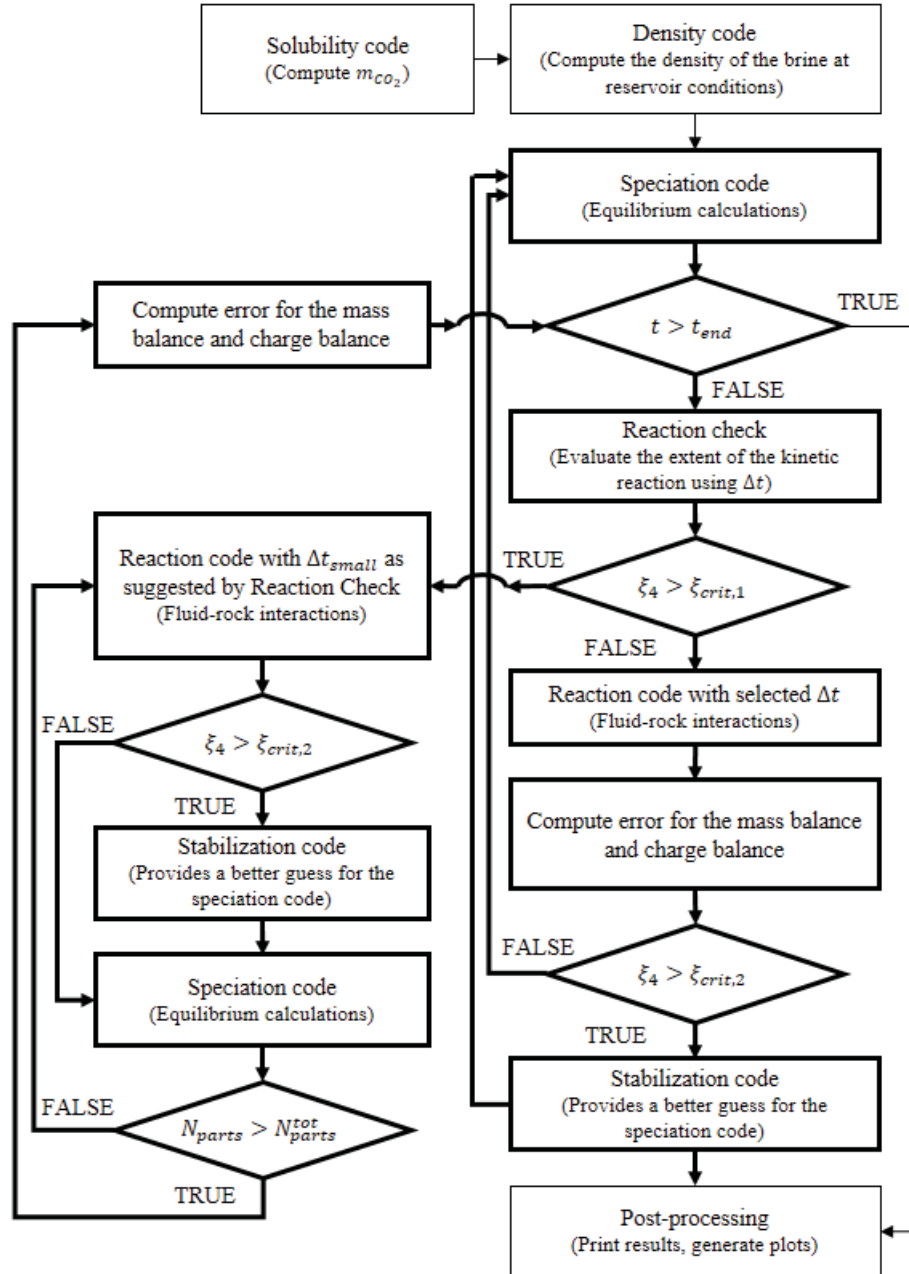 Solubility code
(Compute m_{CO_2})
Density code
(Compute the density of the brine at
reservoir conditions)
Speciation code
(Equilibrium calculations)
Compute error for the mass
balance and charge balance
t > t_{end}
TRUE
FALSE
Reaction check
(Evaluate the extent of the kinetic
reaction using Δt)
Reaction code with Δt_{small} as
suggested by Reaction Check
(Fluid-rock interactions)
TRUE
ξ_4 > ξ_{crit,1}
FALSE
Reaction code with selected Δt
(Fluid-rock interactions)
FALSE
ξ_4 > ξ_{crit,2}
TRUE
Compute error for the mass balance
and charge balance
Stabilization code
(Provides a better guess for the
speciation code)
FALSE
ξ_4 > ξ_{crit,2}
TRUE
Speciation code
(Equilibrium calculations)
Stabilization code
(Provides a better guess for the
speciation code)
FALSE
N_{parts} > N_{parts}^{tot}
TRUE
Post-processing
(Print results, generate plots)